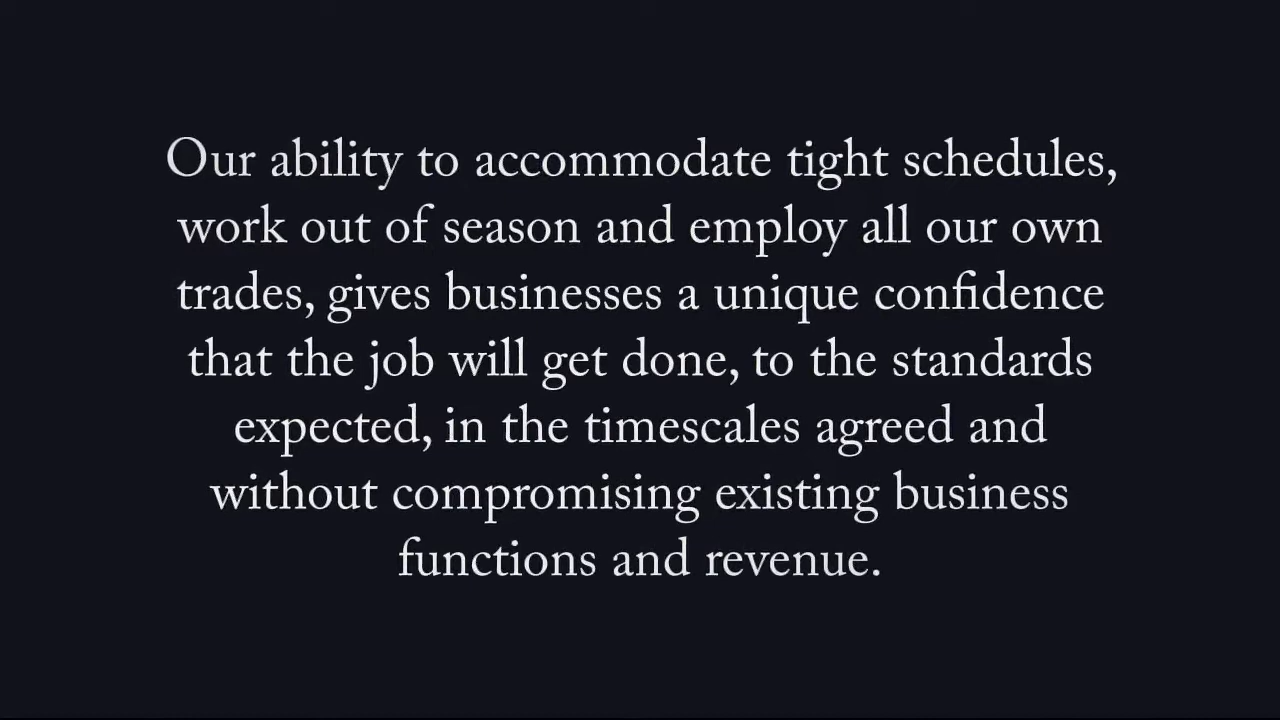 Our ability to accommodate tight schedules,
work out of season and employ all our own
trades, gives businesses a unique confidence
that the job will get done, to the standards
expected, in the timescales agreed and
without compromising existing business
functions and revenue.